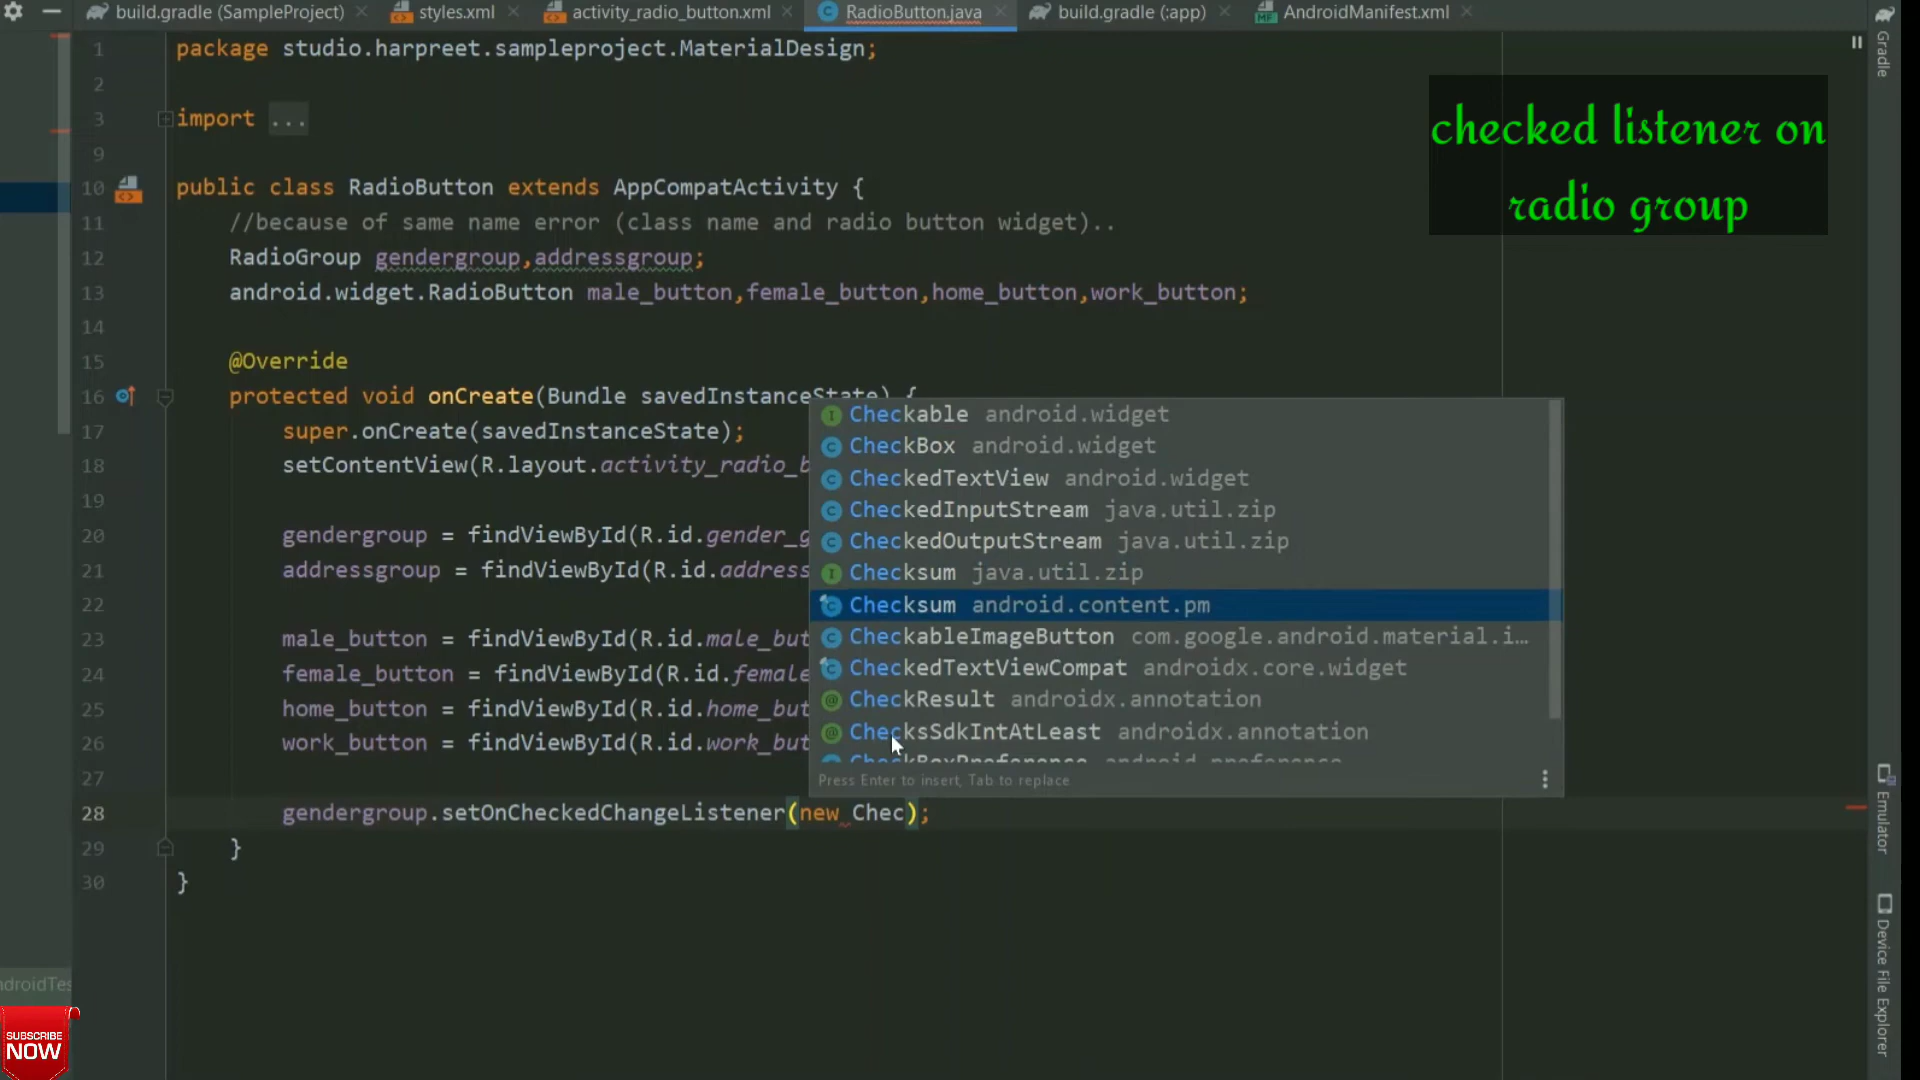 build.gradle (SampleProject)
styles.xml
activity_radio_button.xml
RadioButton.java
build.gradle (:app)
AndroidManifest.xml
Gradle
1 package studio.harpreet.sampleproject.MaterialDesign;
2
3 import ...
9
10 public class RadioButton extends AppCompatActivity {
11 //because of same name error (class name and radio button widget)..
12 RadioGroup gendergroup,addressgroup;
13 android.widget.RadioButton male_button,female_button,home_button,work_button;
14
15 @Override
16 protected void onCreate(Bundle savedInstanceState) {
17 super.onCreate(savedInstanceState);
18 setContentView(R.layout.activity_radio_b
19
20 gendergroup = findViewById(R.id.gender_g
21 addressgroup = findViewById(R.id.address
22
23 male_button = findViewById(R.id.male_but
24 female_button = findViewById(R.id.female
25 home_button = findViewById(R.id.home_but
26 work_button = findViewById(R.id.work_but
27
28 gendergroup.setOnCheckedChangeListener(new Chec);
29 }
30 }
checked listener on
radio group
Checkable android.widget
CheckBox android.widget
CheckedTextView android.widget
CheckedInputStream java.util.zip
CheckedOutputStream java.util.zip
Checksum java.util.zip
Checksum android.content.pm
CheckableImageButton com.google.android.material.i…
CheckedTextViewCompat androidx.core.widget
CheckResult androidx.annotation
ChecksSdkIntAtLeast androidx.annotation
CheckBoxPreference android.preference
Press Enter to insert, Tab to replace
Emulator
Device File Explorer
ndroidTes
SUBSCRIBE
NOW